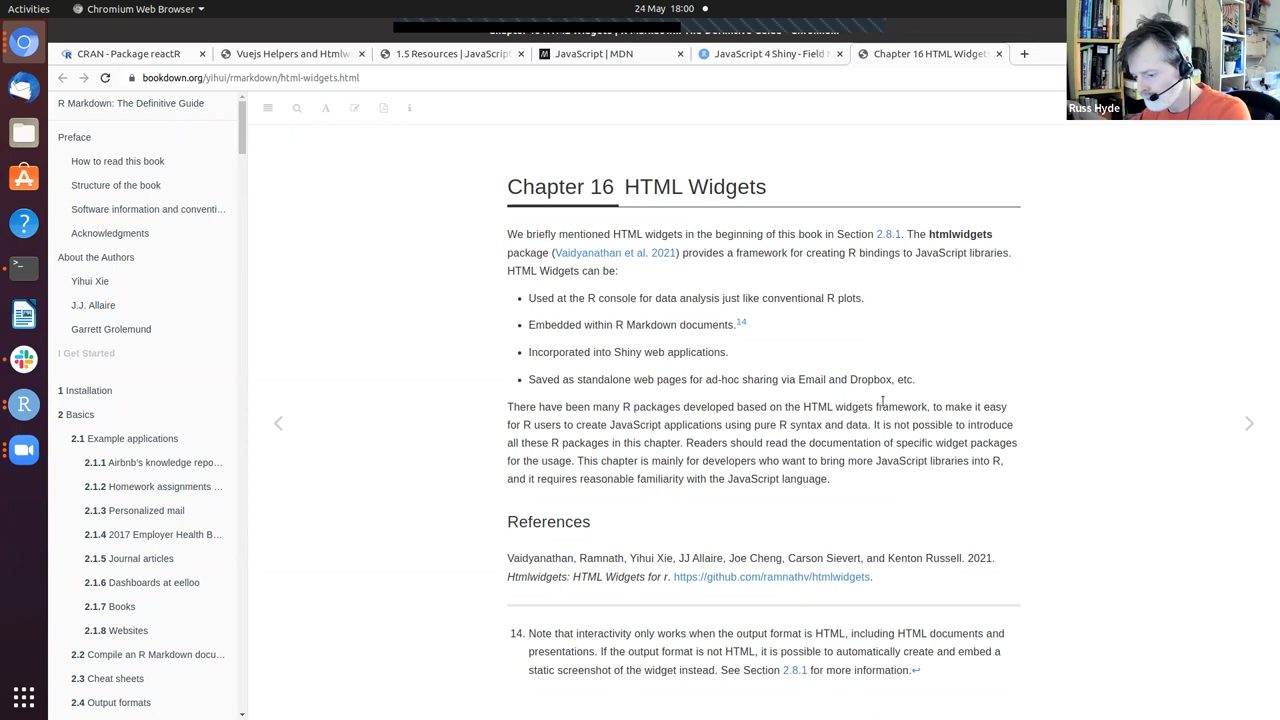 Activities
Chromium Web Browser
24 May 18:00
CRAN - Package reactR
Vuejs Helpers and Htmlw
1.5 Resources | JavaScript
JavaScript | MDN
JavaScript 4 Shiny - Field
Chapter 16 HTML Widgets
bookdown.org/yihui/rmarkdown/html-widgets.html
Russ Hyde
R Markdown: The Definitive Guide
Preface
How to read this book
Structure of the book
Software information and conventi…
Acknowledgments
About the Authors
Yihui Xie
J.J. Allaire
Garrett Grolemund
I Get Started
1 Installation
2 Basics
2.1 Example applications
2.1.1 Airbnb's knowledge repo…
2.1.2 Homework assignments …
2.1.3 Personalized mail
2.1.4 2017 Employer Health B…
2.1.5 Journal articles
2.1.6 Dashboards at eelloo
2.1.7 Books
2.1.8 Websites
2.2 Compile an R Markdown docu…
2.3 Cheat sheets
2.4 Output formats
Chapter 16 HTML Widgets
We briefly mentioned HTML widgets in the beginning of this book in Section 2.8.1. The htmlwidgets
package (Vaidyanathan et al. 2021) provides a framework for creating R bindings to JavaScript libraries.
HTML Widgets can be:
• Used at the R console for data analysis just like conventional R plots.
• Embedded within R Markdown documents.14
• Incorporated into Shiny web applications.
• Saved as standalone web pages for ad-hoc sharing via Email and Dropbox, etc.
There have been many R packages developed based on the HTML widgets framework, to make it easy
for R users to create JavaScript applications using pure R syntax and data. It is not possible to introduce
all these R packages in this chapter. Readers should read the documentation of specific widget packages
for the usage. This chapter is mainly for developers who want to bring more JavaScript libraries into R,
and it requires reasonable familiarity with the JavaScript language.
References
Vaidyanathan, Ramnath, Yihui Xie, JJ Allaire, Joe Cheng, Carson Sievert, and Kenton Russell. 2021.
Htmlwidgets: HTML Widgets for r. https://github.com/ramnathv/htmlwidgets.
14. Note that interactivity only works when the output format is HTML, including HTML documents and
presentations. If the output format is not HTML, it is possible to automatically create and embed a
static screenshot of the widget instead. See Section 2.8.1 for more information.↩